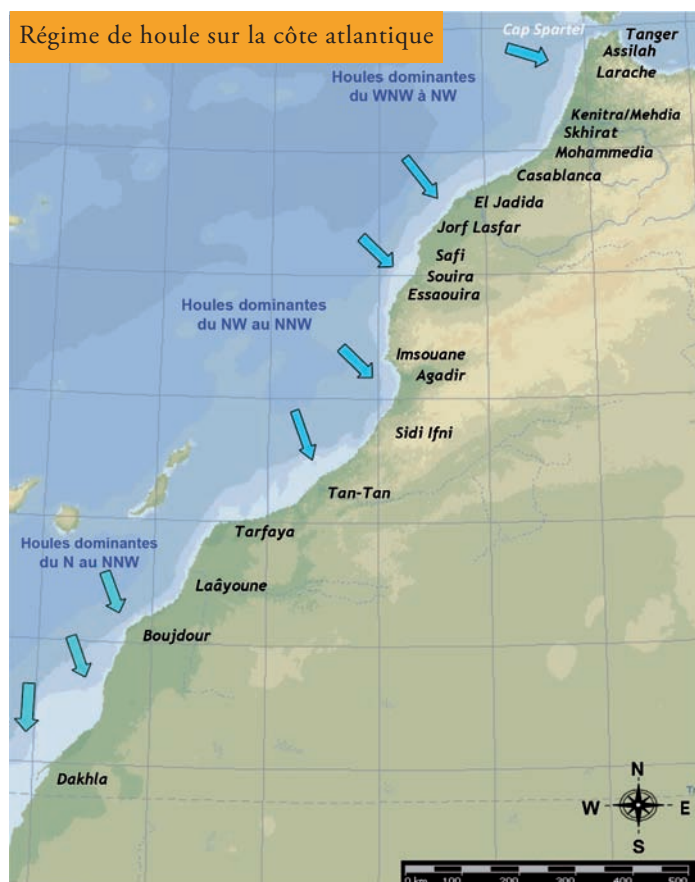 Régime de houle sur la côte atlantique
Cap Spartel
Tanger
Assilah
Larache
Houles dominantes
du WNW à NW
Kenitra/Mehdia
Skhirat
Mohammedia
Casablanca
El Jadida
Jorf Lasfar
Safi
Souira
Essaouira
Houles dominantes
du NW au NNW
Imsouane
Agadir
Sidi Ifni
Tan-Tan
Tarfaya
Houles dominantes
du N au NNW
Laâyoune
Boujdour
Dakhla
N
W E
S
0 km 100 200 300 400 500